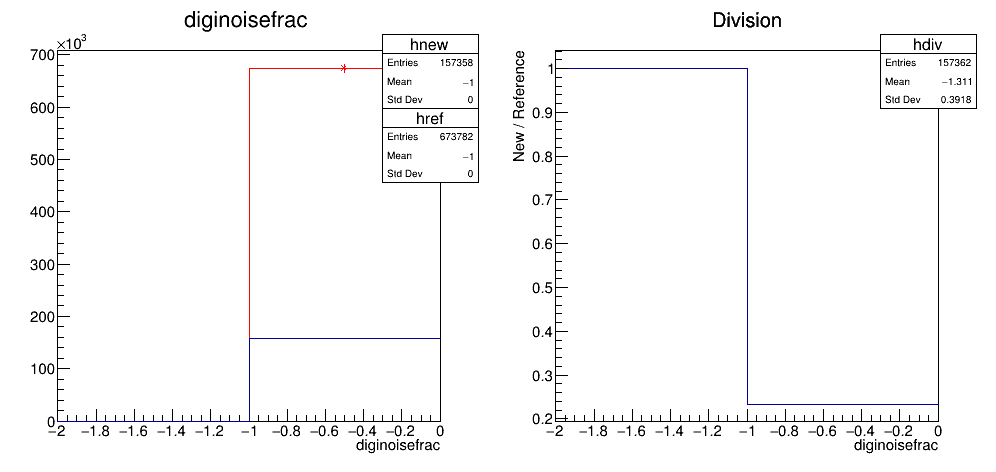 diginoisefrac
×10³
700
600
500
400
300
200
100
0
−2 −1.8 −1.6 −1.4 −1.2 −1 −0.8 −0.6 −0.4 −0.2 0
diginoisefrac
hnew
Entries 157358
Mean −1
Std Dev 0
href
Entries 673782
Mean −1
Std Dev 0
Division
New / Reference
1
0.9
0.8
0.7
0.6
0.5
0.4
0.3
0.2
−2 −1.8 −1.6 −1.4 −1.2 −1 −0.8 −0.6 −0.4 −0.2 0
diginoisefrac
hdiv
Entries 157362
Mean −1.311
Std Dev 0.3918